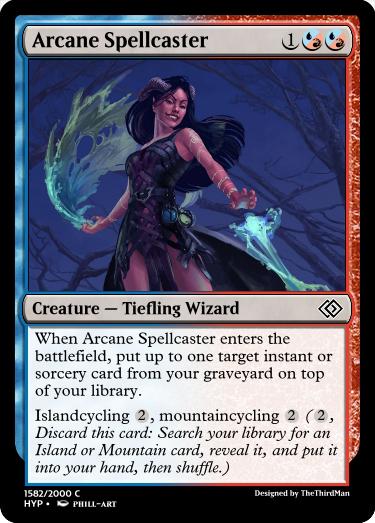 Arcane Spellcaster 1
Creature — Tiefling Wizard
When Arcane Spellcaster enters the
battlefield, put up to one target instant or
sorcery card from your graveyard on top
of your library.
Islandcycling 2, mountaincycling 2 (2,
Discard this card: Search your library for an
Island or Mountain card, reveal it, and put it
into your hand, then shuffle.)
1582/2000 C
Designed by TheThirdMan
HYP • PHILL-ART